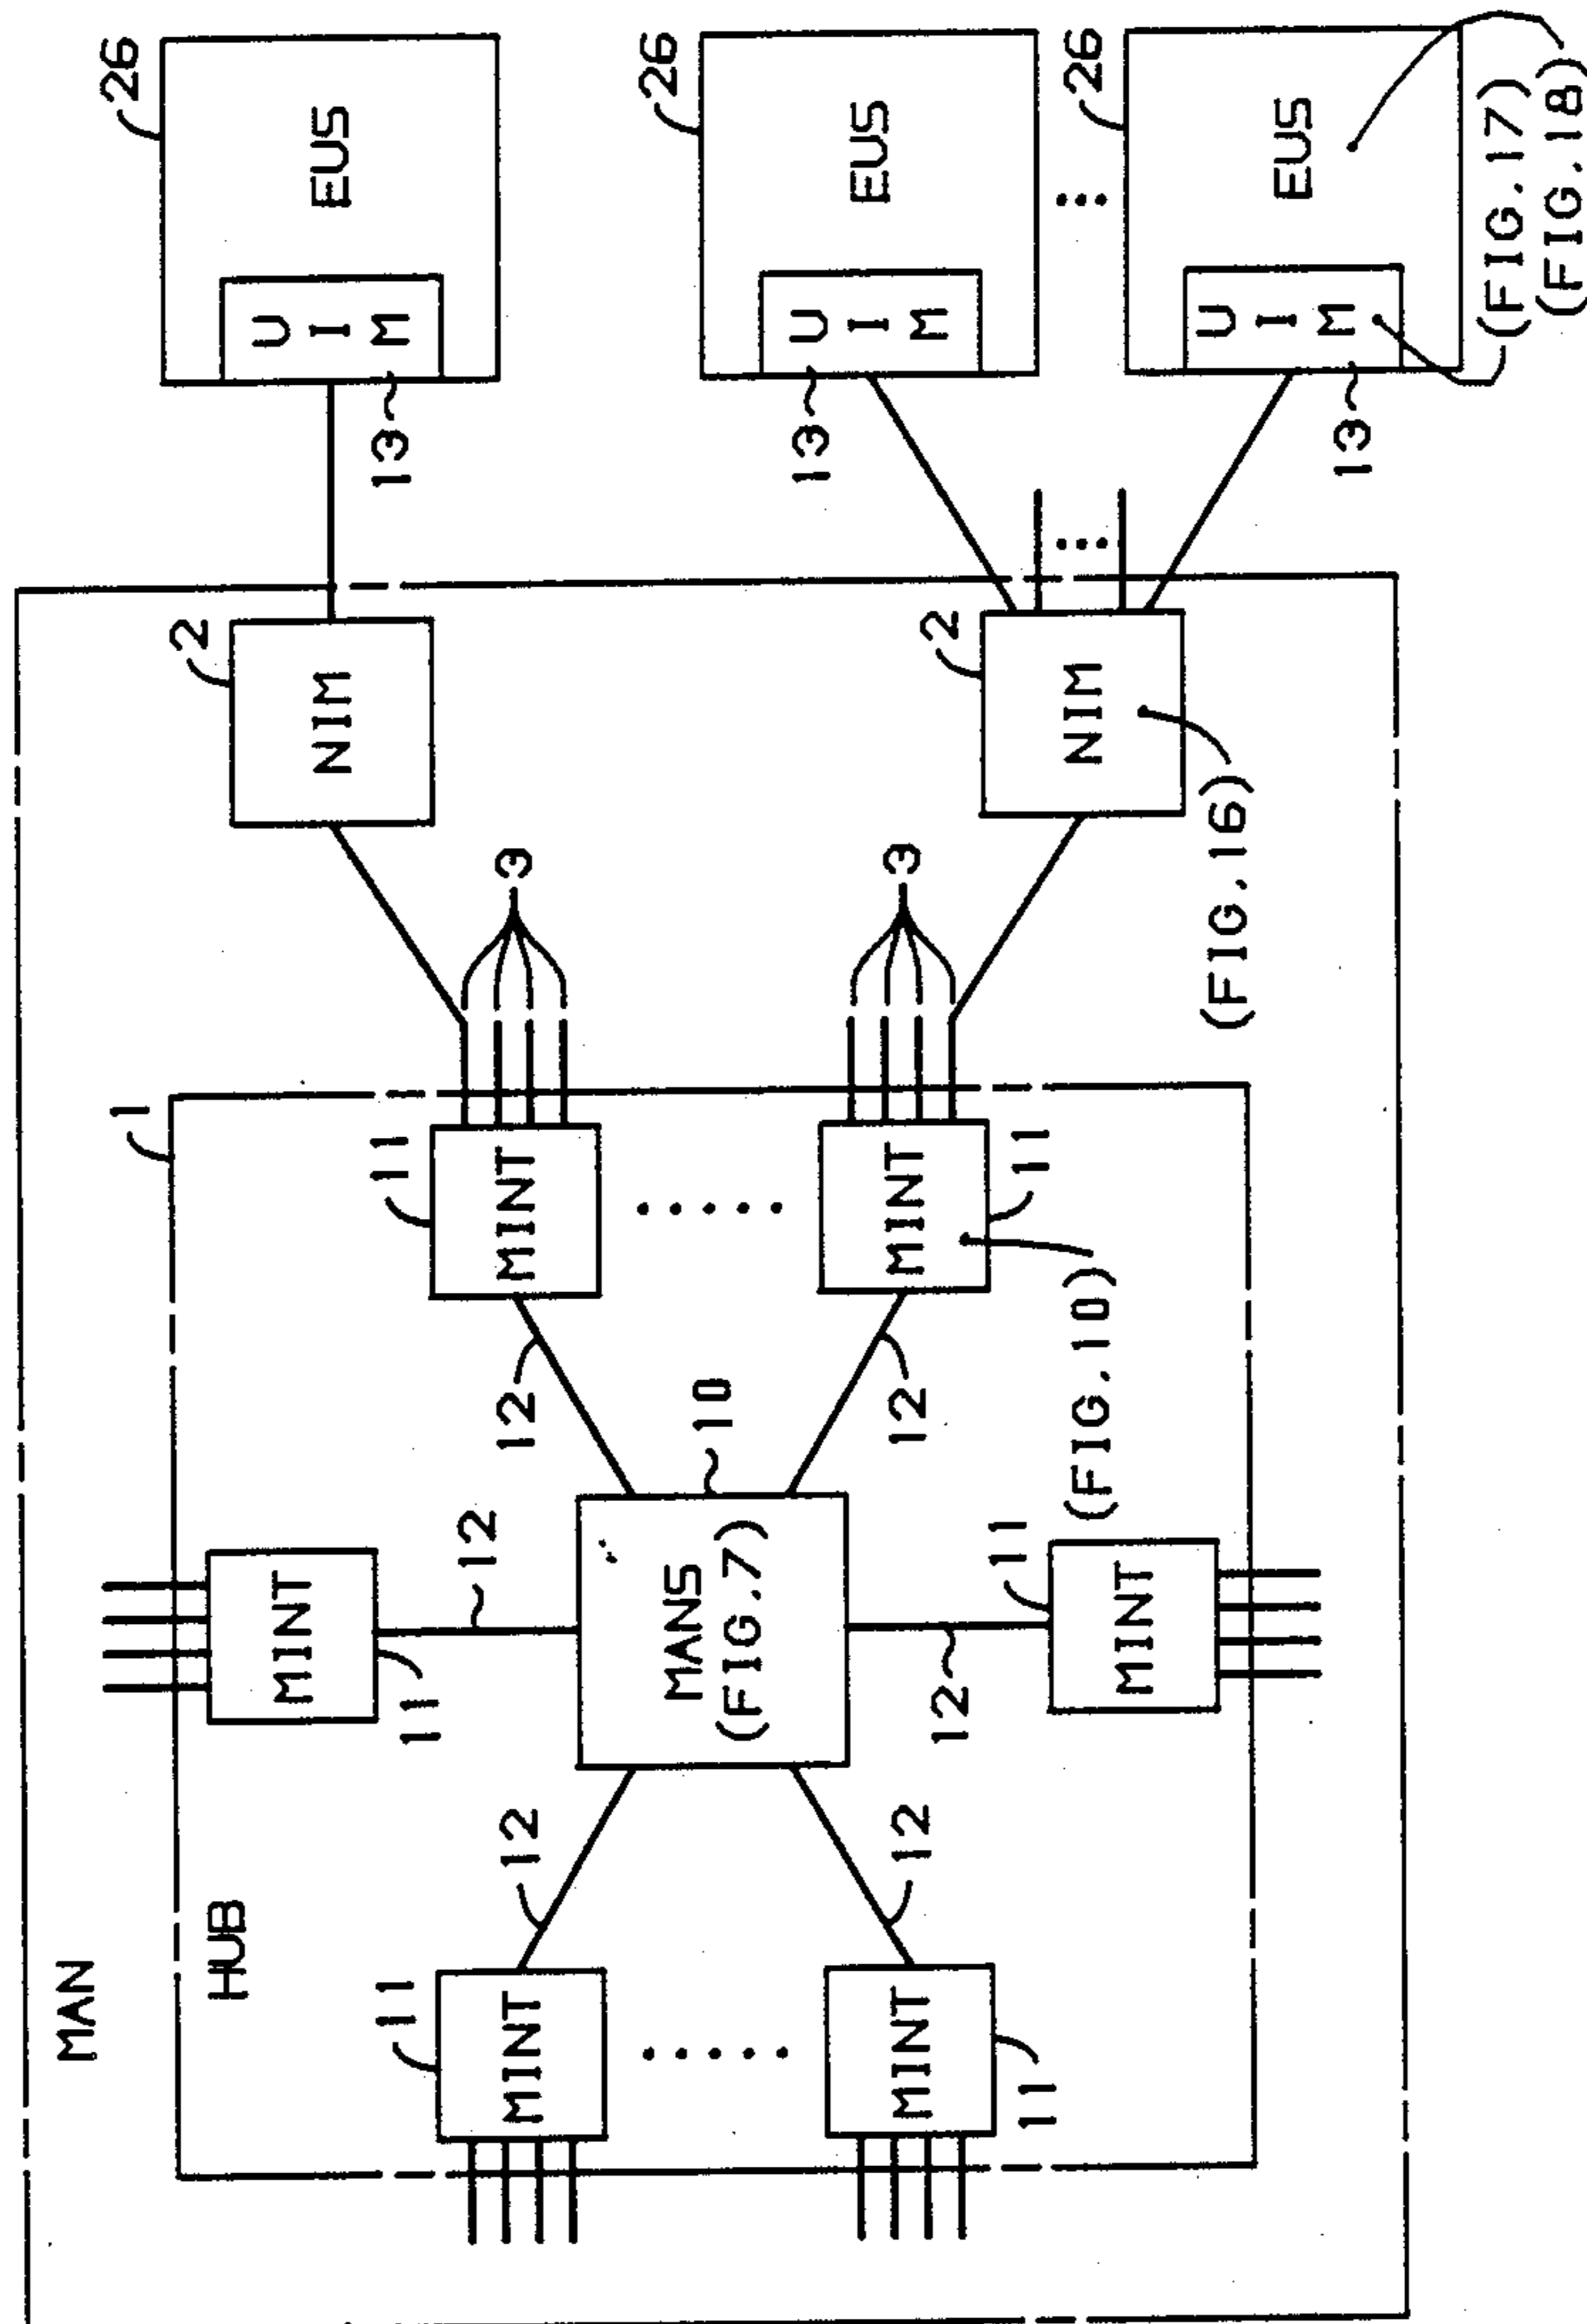 MAN
1
26
HUB
2
MINT
U
I
M
EUS
NIM
11
11
11
13
12
MINT
12
12
MINT
3
26
MANS
(FIG.7)
10
13
U
I
M
EUS
MINT
12
12
MINT
3
2
12
11
11
11
NIM
26
(FIG.10)
MINT
(FIG.16)
U
I
M
EUS
13
(FIG.17)
(FIG.18)